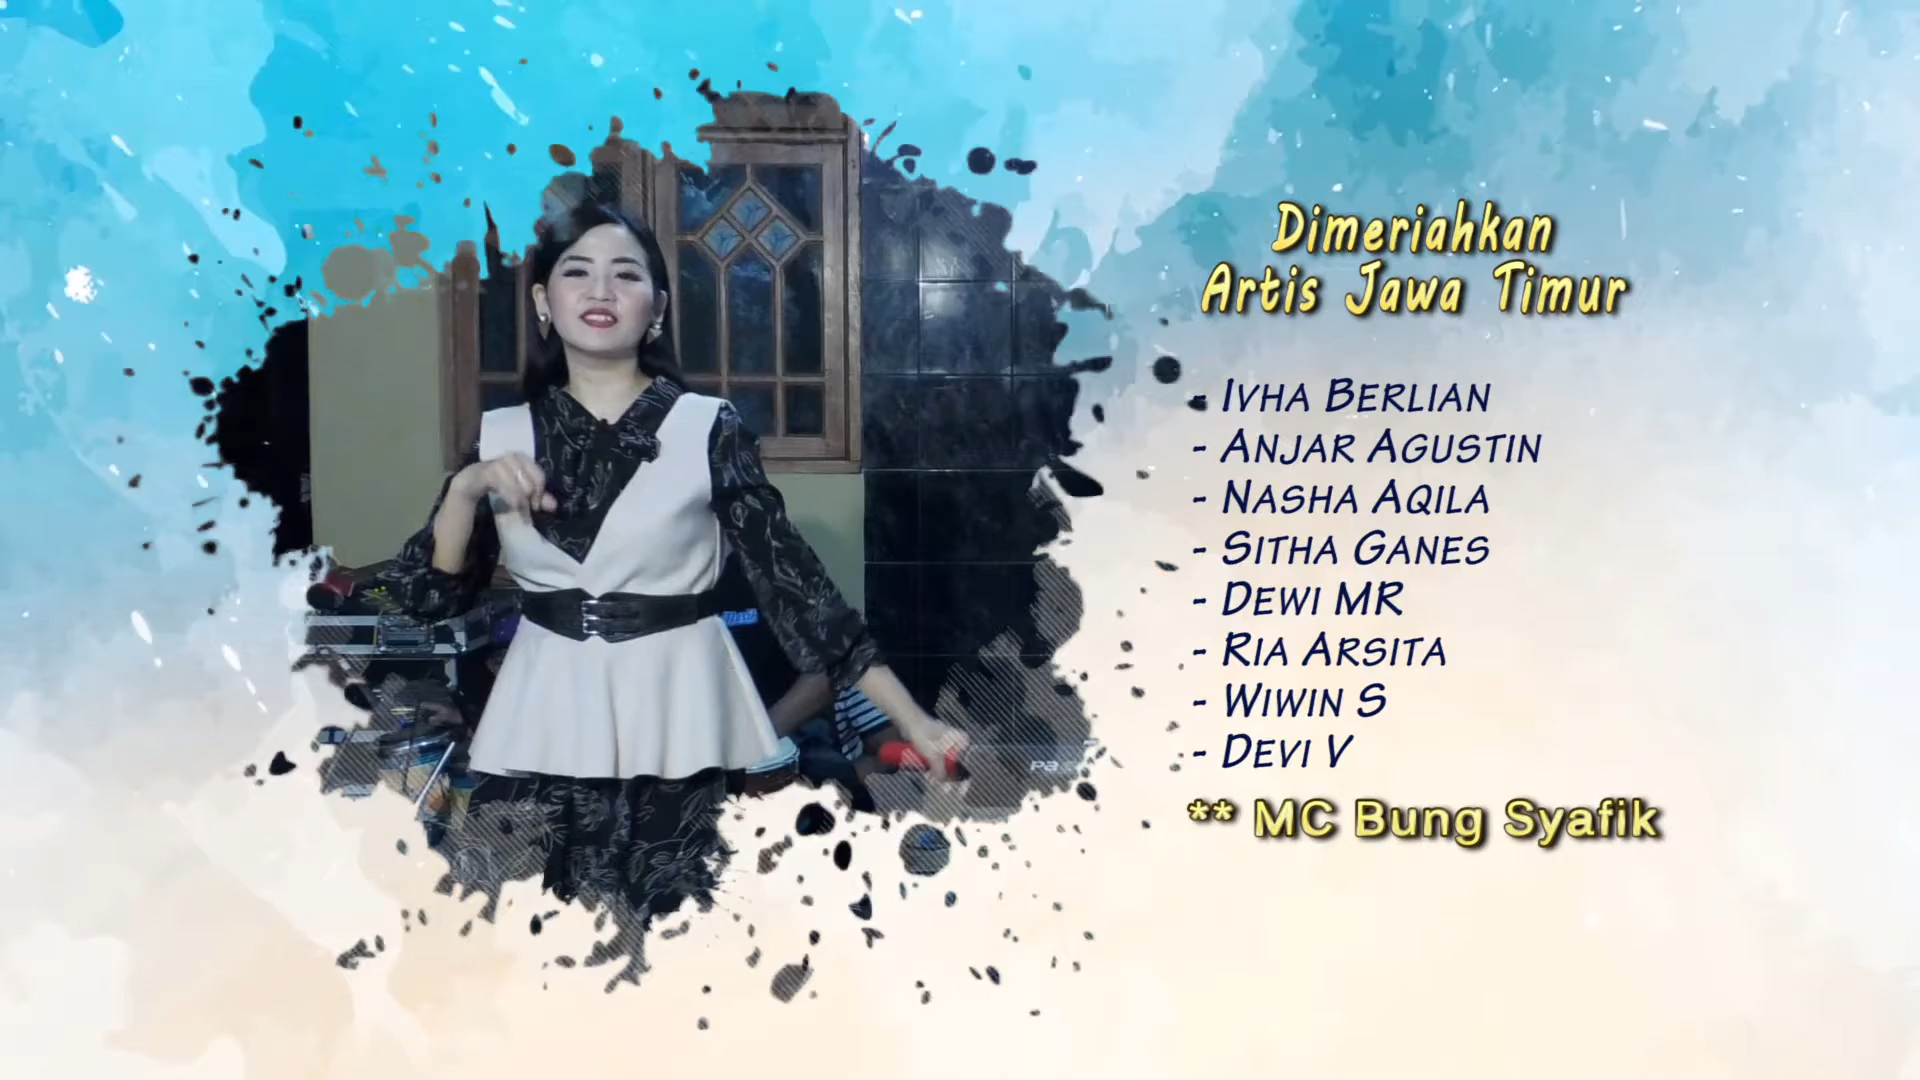 Dimeriahkan
Artis Jawa Timur
- IVHA BERLIAN
- ANJAR AGUSTIN
- NASHA AQILA
- SITHA GANES
- DEWI MR
- RIA ARSITA
- WIWIN S
- DEVI V
** MC Bung Syafik